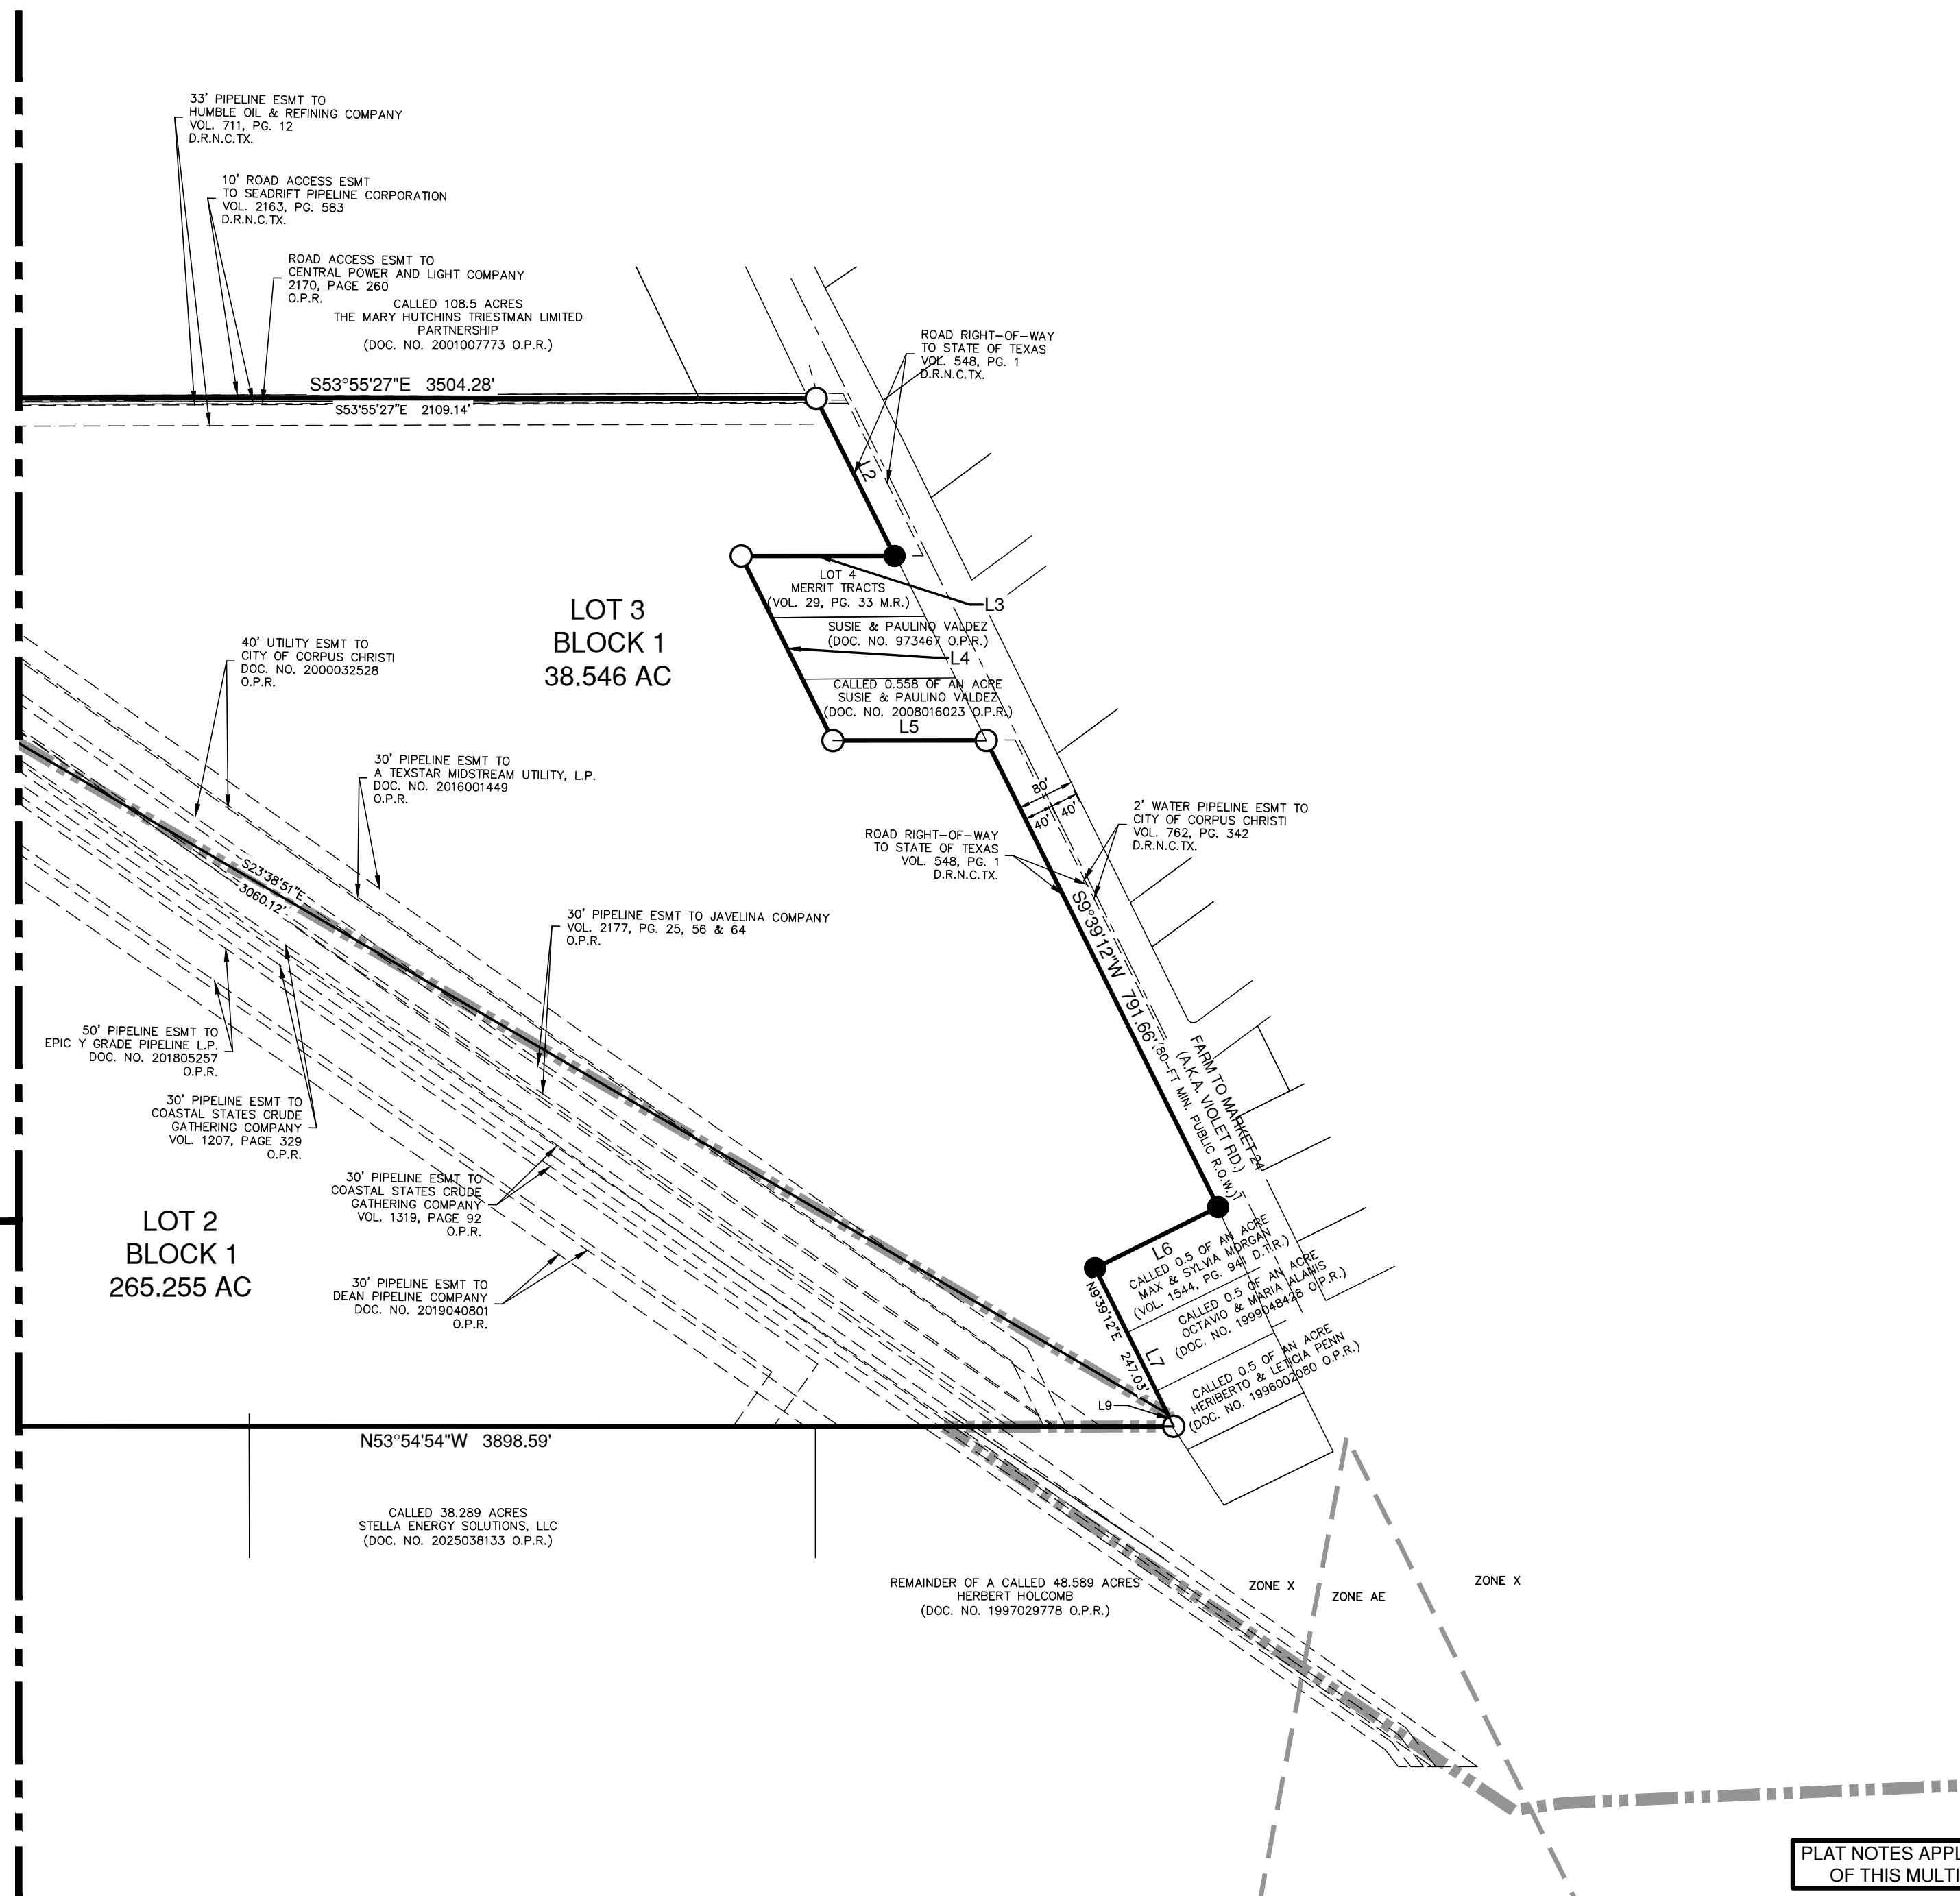 33' PIPELINE ESMT TO
HUMBLE OIL & REFINING COMPANY
VOL. 711, PG. 12
D.R.N.C.TX.
10' ROAD ACCESS ESMT
TO SEADRIFT PIPELINE CORPORATION
VOL. 2163, PG. 583
D.R.N.C.TX.
ROAD ACCESS ESMT TO
CENTRAL POWER AND LIGHT COMPANY
2170, PAGE 260
O.P.R.
CALLED 108.5 ACRES
THE MARY HUTCHINS TRIESTMAN LIMITED
PARTNERSHIP
(DOC. NO. 2001007773 O.P.R.)
ROAD RIGHT-OF-WAY
TO STATE OF TEXAS
VOL. 548, PG. 1
D.R.N.C.TX.
S53°55'27"E 3504.28'
S53°55'27"E 2109.14'
L2
LOT 4
MERRIT TRACTS
(VOL. 29, PG. 33 M.R.)
L3
SUSIE & PAULINO VALDEZ
(DOC. NO. 973467 O.P.R.)
L4
CALLED 0.558 OF AN ACRE
SUSIE & PAULINO VALDEZ
(DOC. NO. 2008016023 O.P.R.)
L5
LOT 3
BLOCK 1
38.546 AC
40' UTILITY ESMT TO
CITY OF CORPUS CHRISTI
DOC. NO. 2000032528
O.P.R.
30' PIPELINE ESMT TO
A TEXSTAR MIDSTREAM UTILITY, L.P.
DOC. NO. 2016001449
O.P.R.
80'
40'
40'
2' WATER PIPELINE ESMT TO
CITY OF CORPUS CHRISTI
VOL. 762, PG. 342
D.R.N.C.TX.
ROAD RIGHT-OF-WAY
TO STATE OF TEXAS
VOL. 548, PG. 1
D.R.N.C.TX.
S23°38'51"E
3060.12'
30' PIPELINE ESMT TO JAVELINA COMPANY
VOL. 2177, PG. 25, 56 & 64
O.P.R.
S9°39'12"W 791.66'
FARM TO MARKET 24
(A.K.A. VIOLET RD.)
(80-FT MIN. PUBLIC R.O.W.)
50' PIPELINE ESMT TO
EPIC Y GRADE PIPELINE L.P.
DOC. NO. 201805257
O.P.R.
30' PIPELINE ESMT TO
COASTAL STATES CRUDE
GATHERING COMPANY
VOL. 1207, PAGE 329
O.P.R.
30' PIPELINE ESMT TO
COASTAL STATES CRUDE
GATHERING COMPANY
VOL. 1319, PAGE 92
O.P.R.
LOT 2
BLOCK 1
265.255 AC
30' PIPELINE ESMT TO
DEAN PIPELINE COMPANY
DOC. NO. 2019040801
O.P.R.
L6
CALLED 0.5 OF AN ACRE
MAX & SYLVIA MORGAN
(VOL. 1544, PG. 941 D.T.R.)
N9°39'12"E 247.03'
L7
CALLED 0.5 OF AN ACRE
OCTAVIO & MARIA ALANIS
(DOC. NO. 1999048428 O.P.R.)
CALLED 0.5 OF AN ACRE
HERIBERTO & LETICIA PENN
(DOC. NO. 1996002080 O.P.R.)
L9
N53°54'54"W 3898.59'
CALLED 38.289 ACRES
STELLA ENERGY SOLUTIONS, LLC
(DOC. NO. 2025038133 O.P.R.)
REMAINDER OF A CALLED 48.589 ACRES
HERBERT HOLCOMB
(DOC. NO. 1997029778 O.P.R.)
ZONE X
ZONE AE
ZONE X
PLAT NOTES APPL
OF THIS MULTI